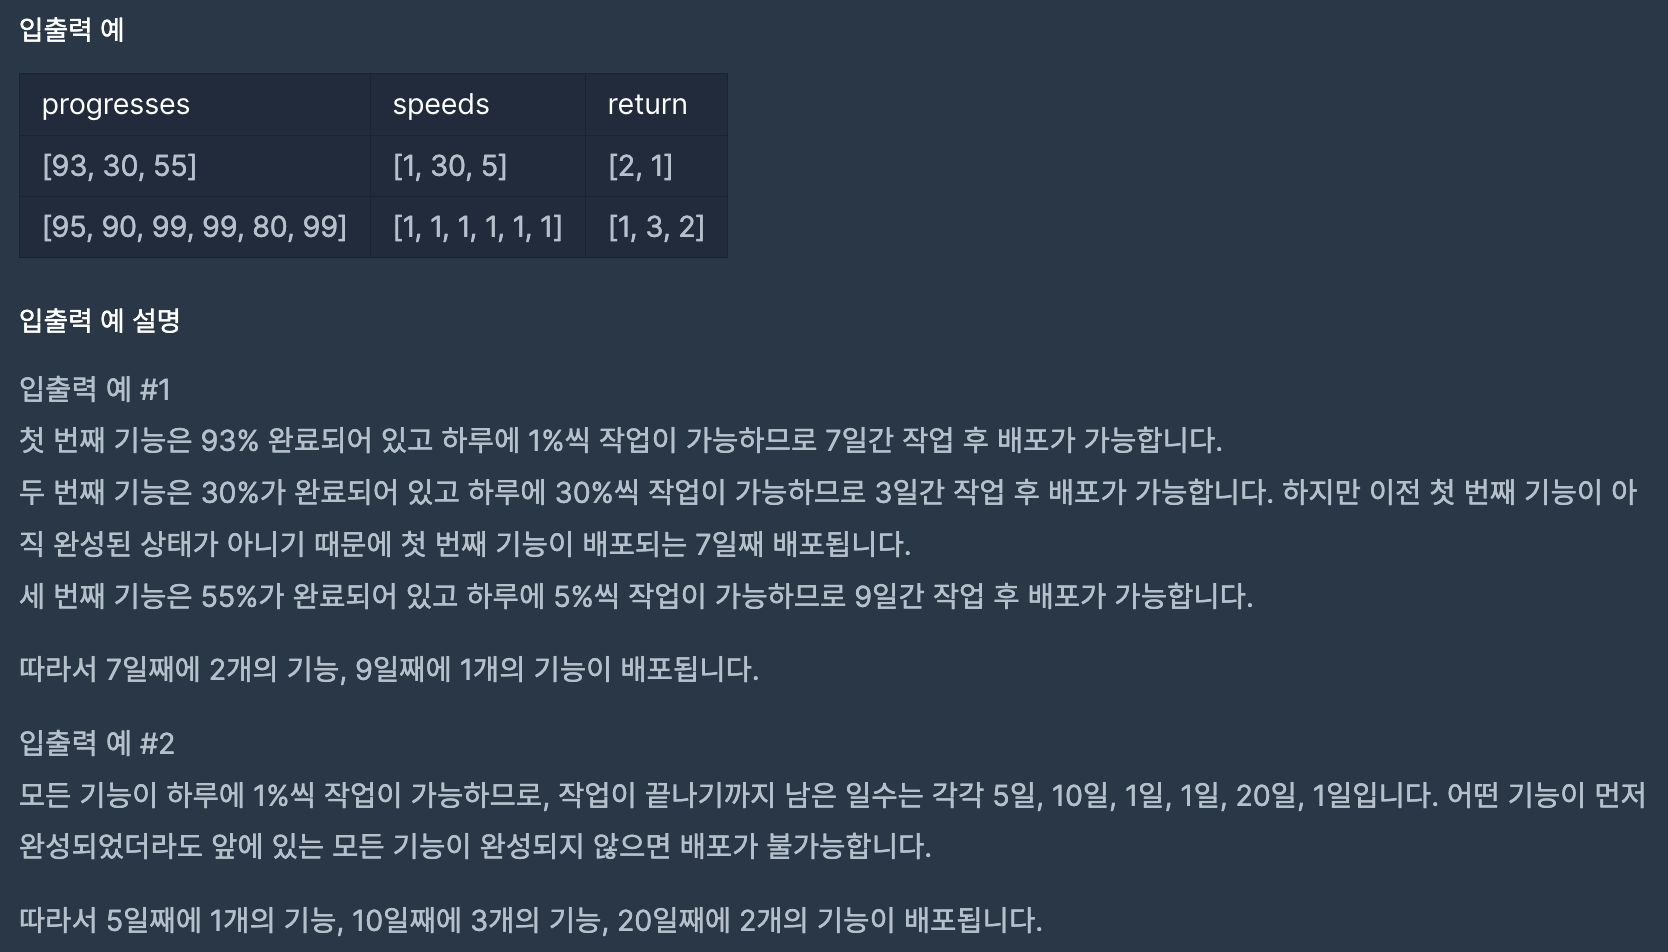 입출력 예
progresses speeds return
[93, 30, 55] [1, 30, 5] [2, 1]
[95, 90, 99, 99, 80, 99] [1, 1, 1, 1, 1, 1] [1, 3, 2]
입출력 예 설명
입출력 예 #1
첫 번째 기능은 93% 완료되어 있고 하루에 1%씩 작업이 가능하므로 7일간 작업 후 배포가 가능합니다.
두 번째 기능은 30%가 완료되어 있고 하루에 30%씩 작업이 가능하므로 3일간 작업 후 배포가 가능합니다. 하지만 이전 첫 번째 기능이 아
직 완성된 상태가 아니기 때문에 첫 번째 기능이 배포되는 7일째 배포됩니다.
세 번째 기능은 55%가 완료되어 있고 하루에 5%씩 작업이 가능하므로 9일간 작업 후 배포가 가능합니다.
따라서 7일째에 2개의 기능, 9일째에 1개의 기능이 배포됩니다.
입출력 예 #2
모든 기능이 하루에 1%씩 작업이 가능하므로, 작업이 끝나기까지 남은 일수는 각각 5일, 10일, 1일, 1일, 20일, 1일입니다. 어떤 기능이 먼저
완성되었더라도 앞에 있는 모든 기능이 완성되지 않으면 배포가 불가능합니다.
따라서 5일째에 1개의 기능, 10일째에 3개의 기능, 20일째에 2개의 기능이 배포됩니다.